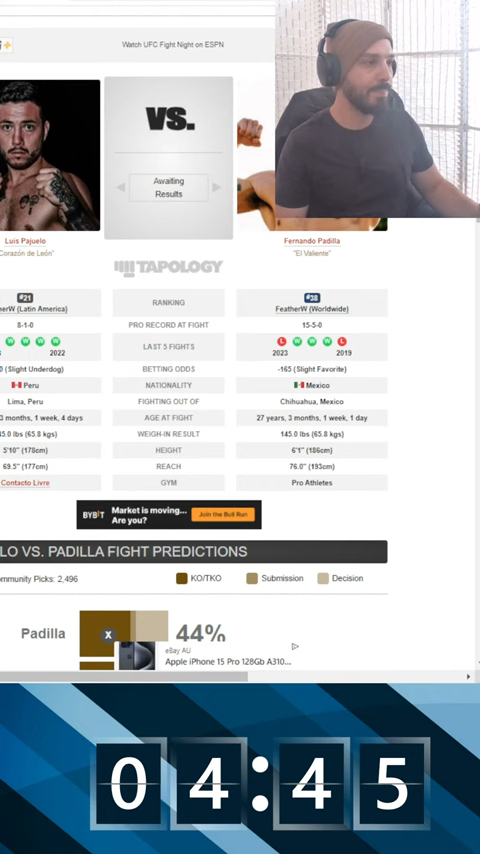 Watch UFC Fight Night on ESPN
VS.
Awaiting
Results
Luis Pajuelo
Fernando Padilla
Corazón de León"
"El Valiente"
TAPOLOGY
#21
RANKING
#38
erW (Latin America)
FeatherW (Worldwide)
8-1-0
PRO RECORD AT FIGHT
15-5-0
W W W W
LAST 5 FIGHTS
L W W W L
2022
2023 2019
0 (Slight Underdog)
BETTING ODDS
-165 (Slight Favorite)
Peru
NATIONALITY
Mexico
Lima, Peru
FIGHTING OUT OF
Chihuahua, Mexico
3 months, 1 week, 4 days
AGE AT FIGHT
27 years, 3 months, 1 week, 1 day
5.0 lbs (65.8 kgs)
WEIGH-IN RESULT
145.0 lbs (65.8 kgs)
5'10" (178cm)
HEIGHT
6'1" (186cm)
69.5" (177cm)
REACH
76.0" (193cm)
Contacto Livre
GYM
Pro Athletes
BYBIT
Market is moving...
Are you?
Join the Bull Run
LO VS. PADILLA FIGHT PREDICTIONS
mmunity Picks: 2,496
KO/TKO
Submission
Decision
Padilla
X
44%
eBay AU
Apple iPhone 15 Pro 128Gb A310...
04:45